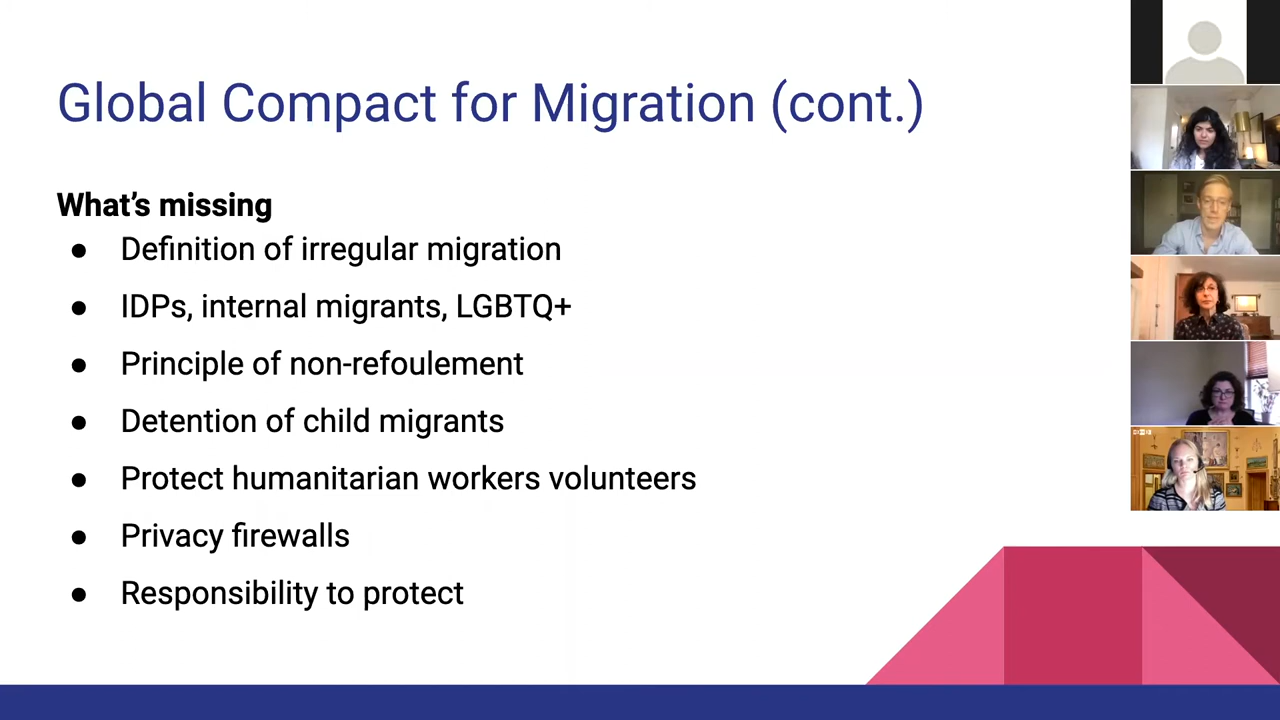 Global Compact for Migration (cont.)
What's missing
● Definition of irregular migration
● IDPs, internal migrants, LGBTQ+
● Principle of non-refoulement
● Detention of child migrants
● Protect humanitarian workers volunteers
● Privacy firewalls
● Responsibility to protect